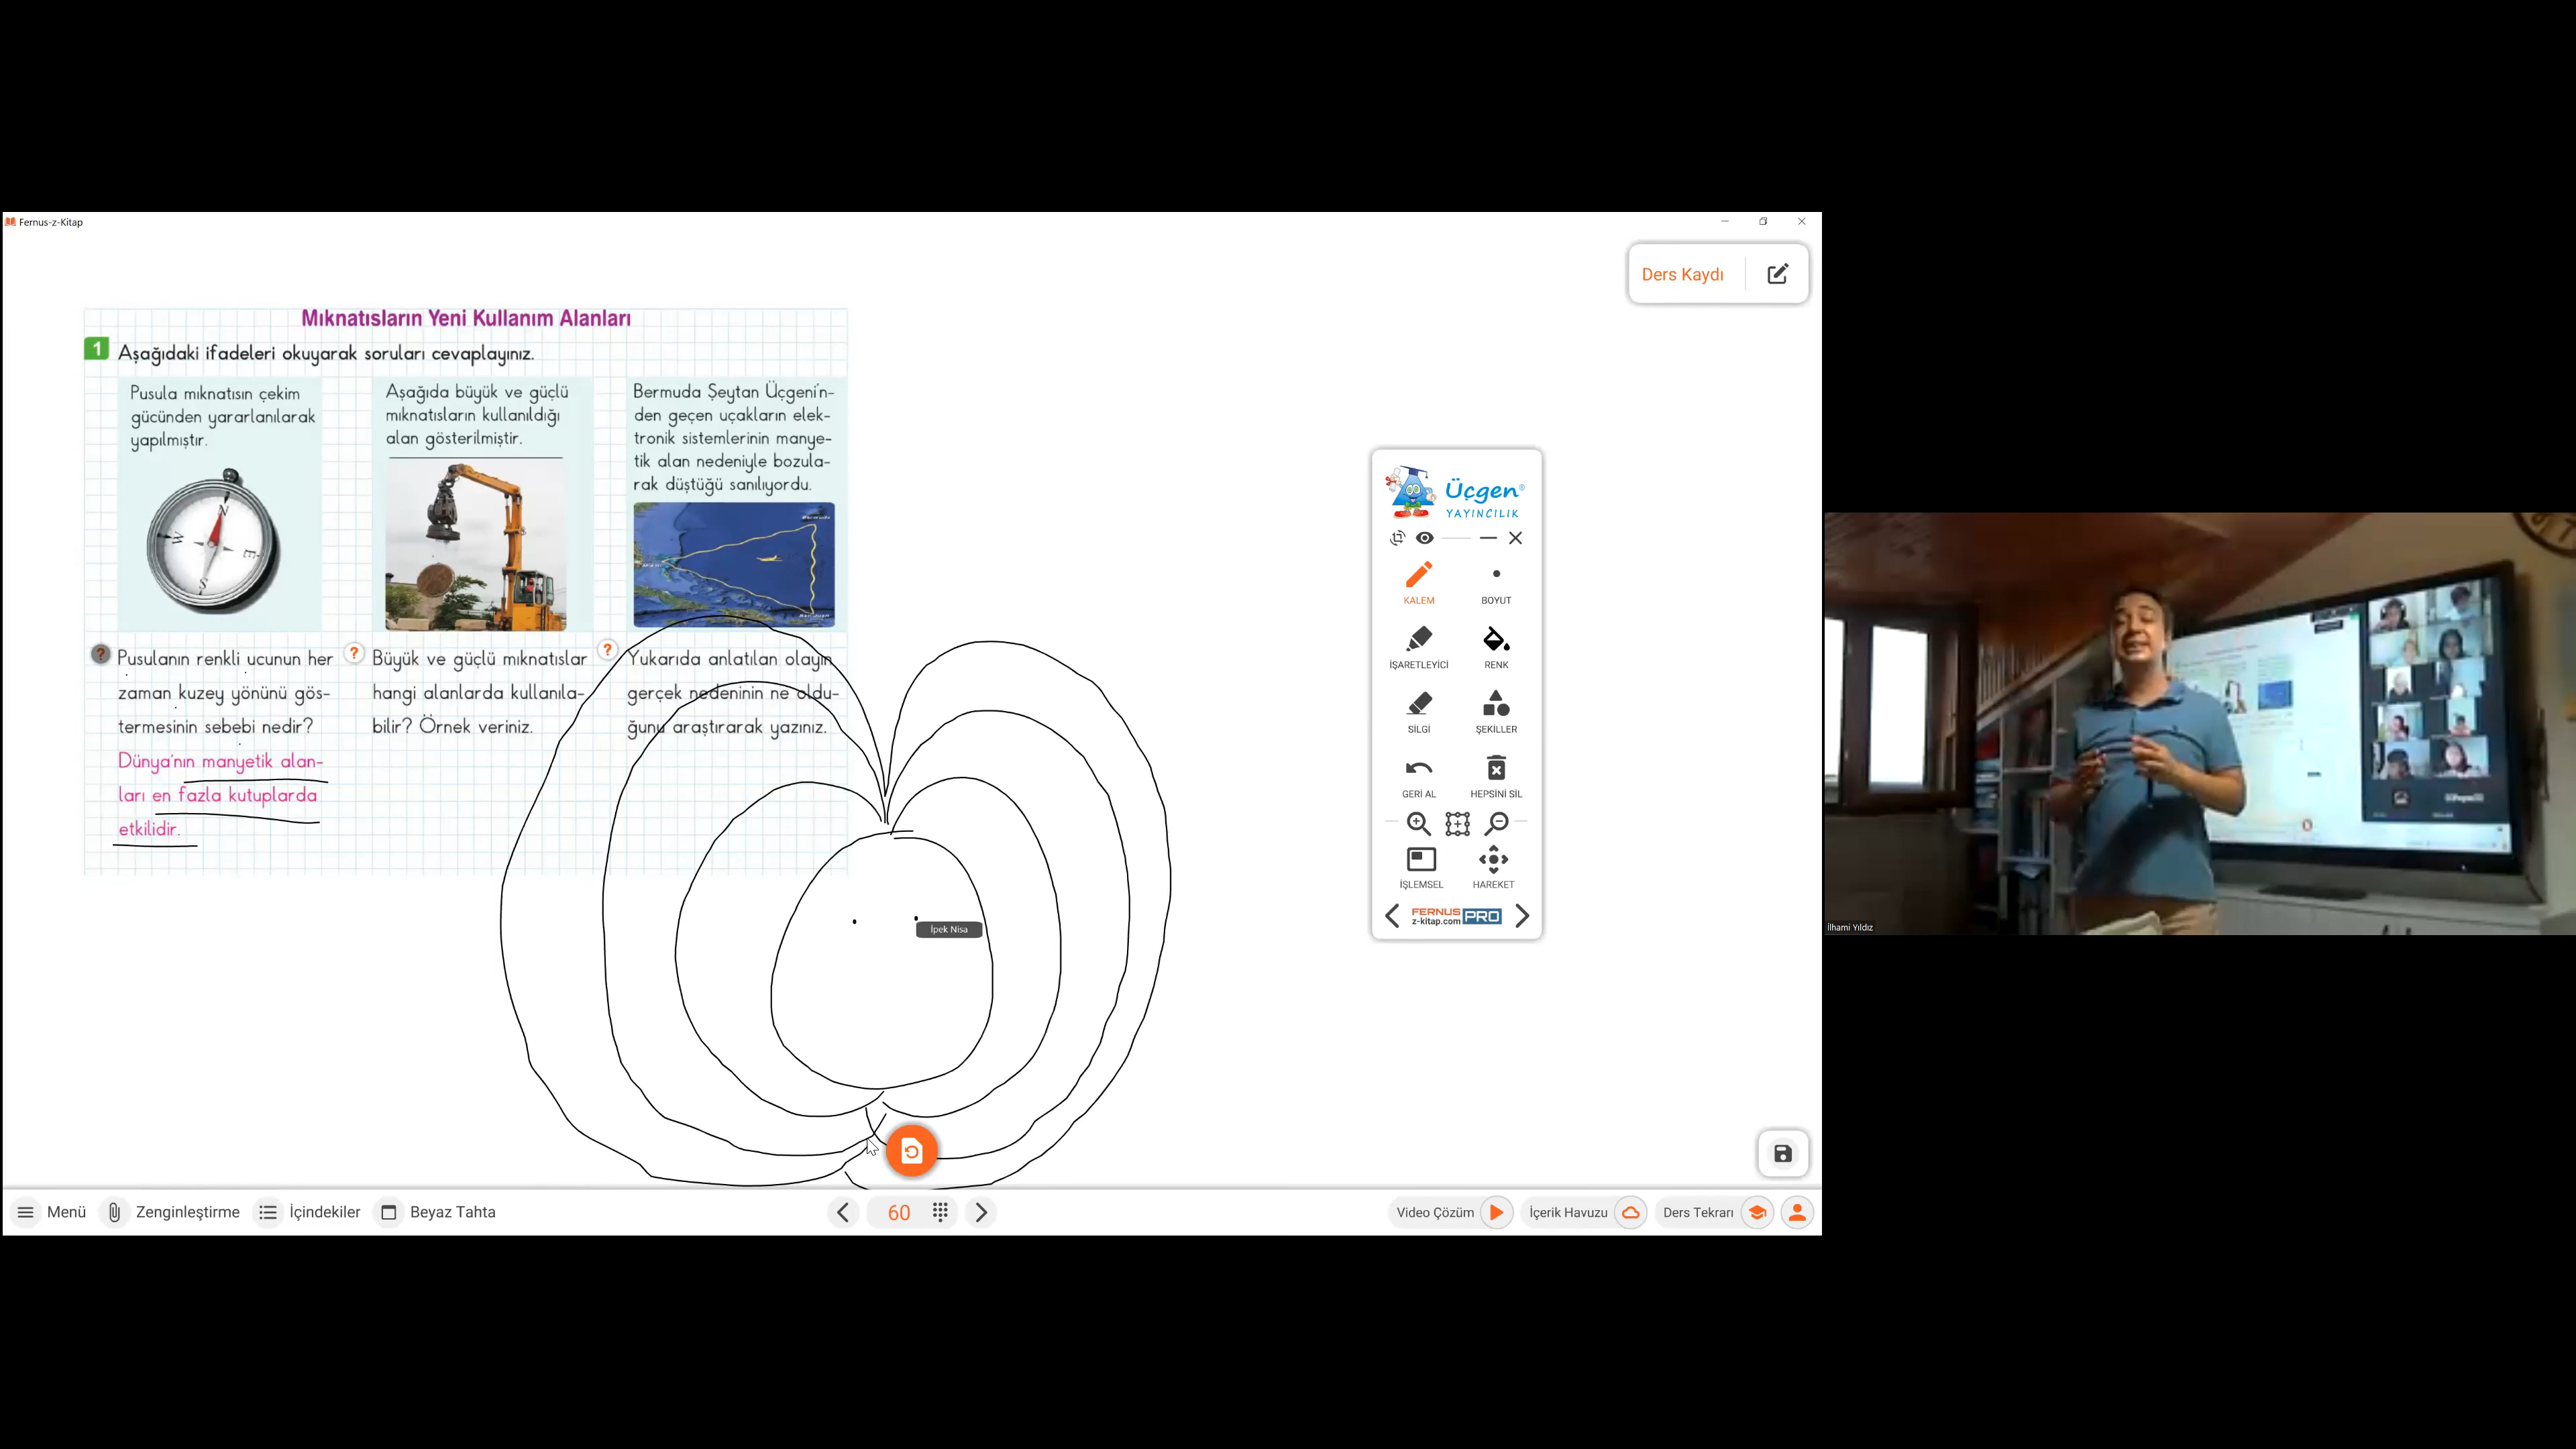 Fernus-z-Kitap
Ders Kaydı
Mıknatısların Yeni Kullanım Alanları
1 Aşağıdaki ifadeleri okuyarak soruları cevaplayınız.
Pusula mıknatısın çekim
gücünden yararlanılarak
yapılmıştır.
N
W
E
S
Aşağıda büyük ve güçlü
mıknatısların kullanıldığı
alan gösterilmiştir.
Bermuda Şeytan Üçgeni'n-
den geçen uçakların elek-
tronik sistemlerinin manye-
tik alan nedeniyle bozula-
rak düştüğü sanılıyordu.
? Pusulanın renkli ucunun her
zaman kuzey yönünü gös-
termesinin sebebi nedir?
Dünya'nın manyetik alan-
ları en fazla kutuplarda
etkilidir.
? Büyük ve güçlü mıknatıslar
hangi alanlarda kullanıla-
bilir? Örnek veriniz.
? Yukarıda anlatılan olayın
gerçek nedeninin ne oldu-
ğunu araştırarak yazınız.
İpek Nisa
Üçgen®
YAYINCILIK
KALEM
BOYUT
İŞARETLEYİCİ
RENK
SİLGİ
ŞEKİLLER
GERİ AL
HEPSİNİ SİL
İŞLEMSEL
HAREKET
FERNUS PRO
z-kitap.com
İlhami Yıldız
Menü
Zenginleştirme
İçindekiler
Beyaz Tahta
60
Video Çözüm
İçerik Havuzu
Ders Tekrarı